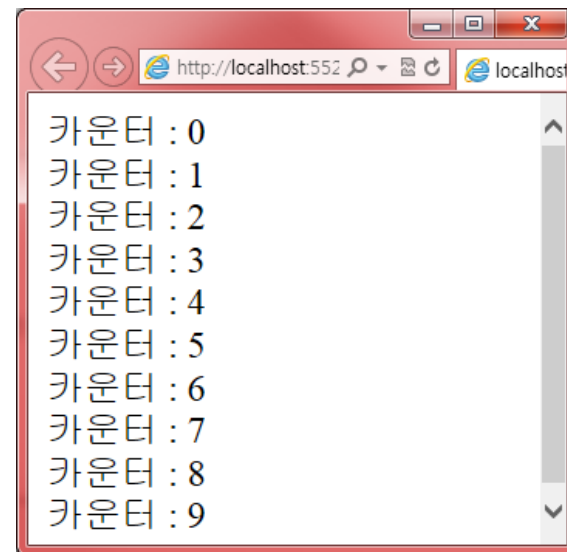 http://localhost:552
localhost
카운터 : 0
카운터 : 1
카운터 : 2
카운터 : 3
카운터 : 4
카운터 : 5
카운터 : 6
카운터 : 7
카운터 : 8
카운터 : 9